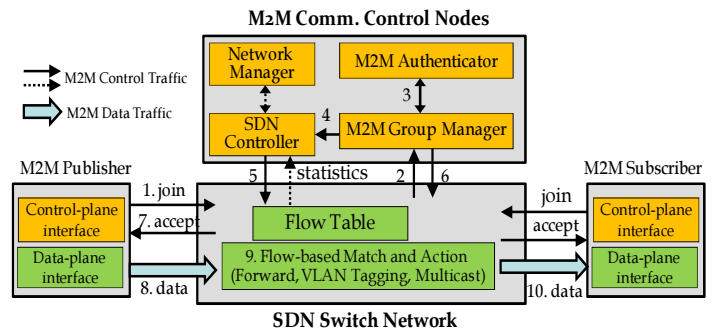 M2M Comm. Control Nodes
Network
Manager
M2M Authenticator
M2M Control Traffic
M2M Data Traffic
3
4
SDN
Controller
M2M Group Manager
M2M Publisher
M2M Subscriber
5
statistics
2
6
1. join
join
Control-plane
interface
7. accept
Flow Table
accept
Control-plane
interface
Data-plane
interface
9. Flow-based Match and Action
(Forward, VLAN Tagging, Multicast)
Data-plane
interface
8. data
10. data
SDN Switch Network